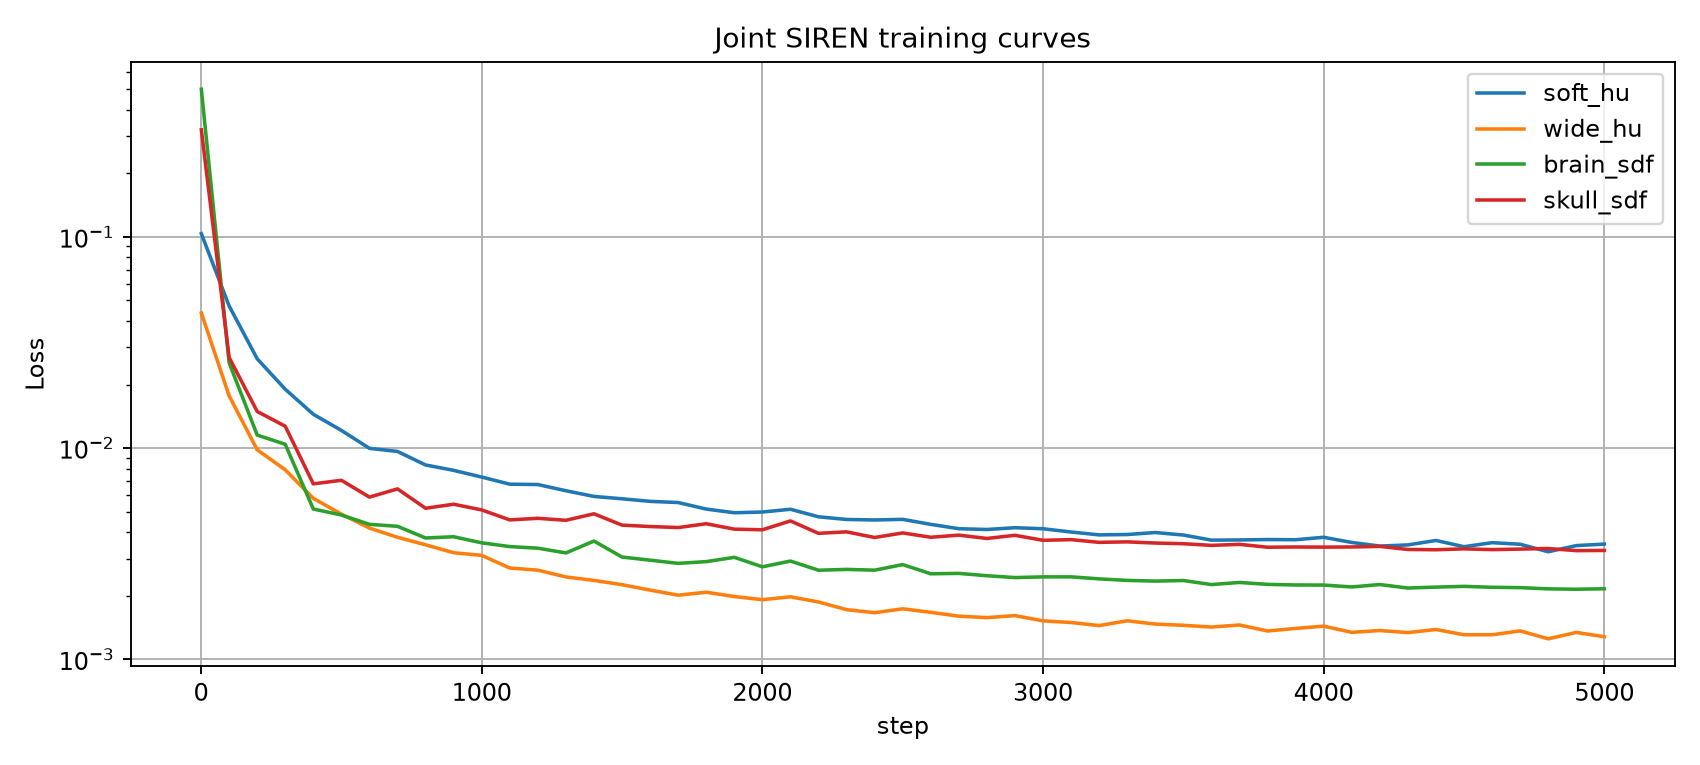 Joint SIREN training curves
soft_hu
wide_hu
brain_sdf
skull_sdf
Loss
10⁻¹
10⁻²
10⁻³
0 1000 2000 3000 4000 5000
step